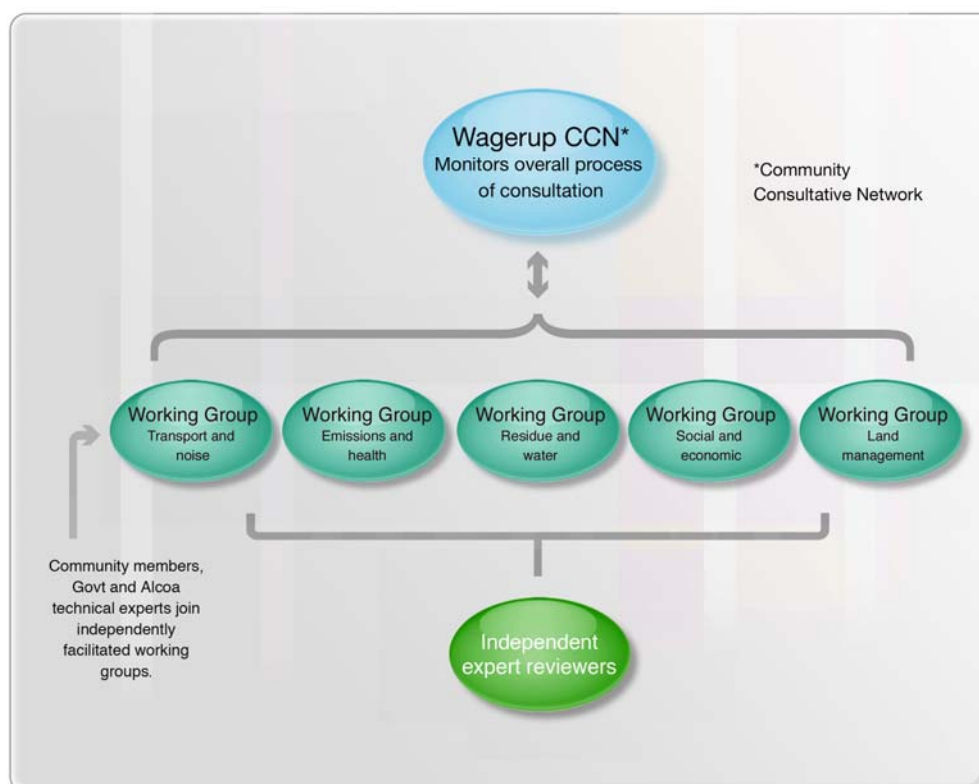 Wagerup CCN*
Monitors overall process
of consultation
*Community
Consultative Network
Working Group
Transport and
noise
Working Group
Emissions and
health
Working Group
Residue and
water
Working Group
Social and
economic
Working Group
Land
management
Community members,
Govt and Alcoa
technical experts join
independently
facilitated working
groups.
Independent
expert reviewers